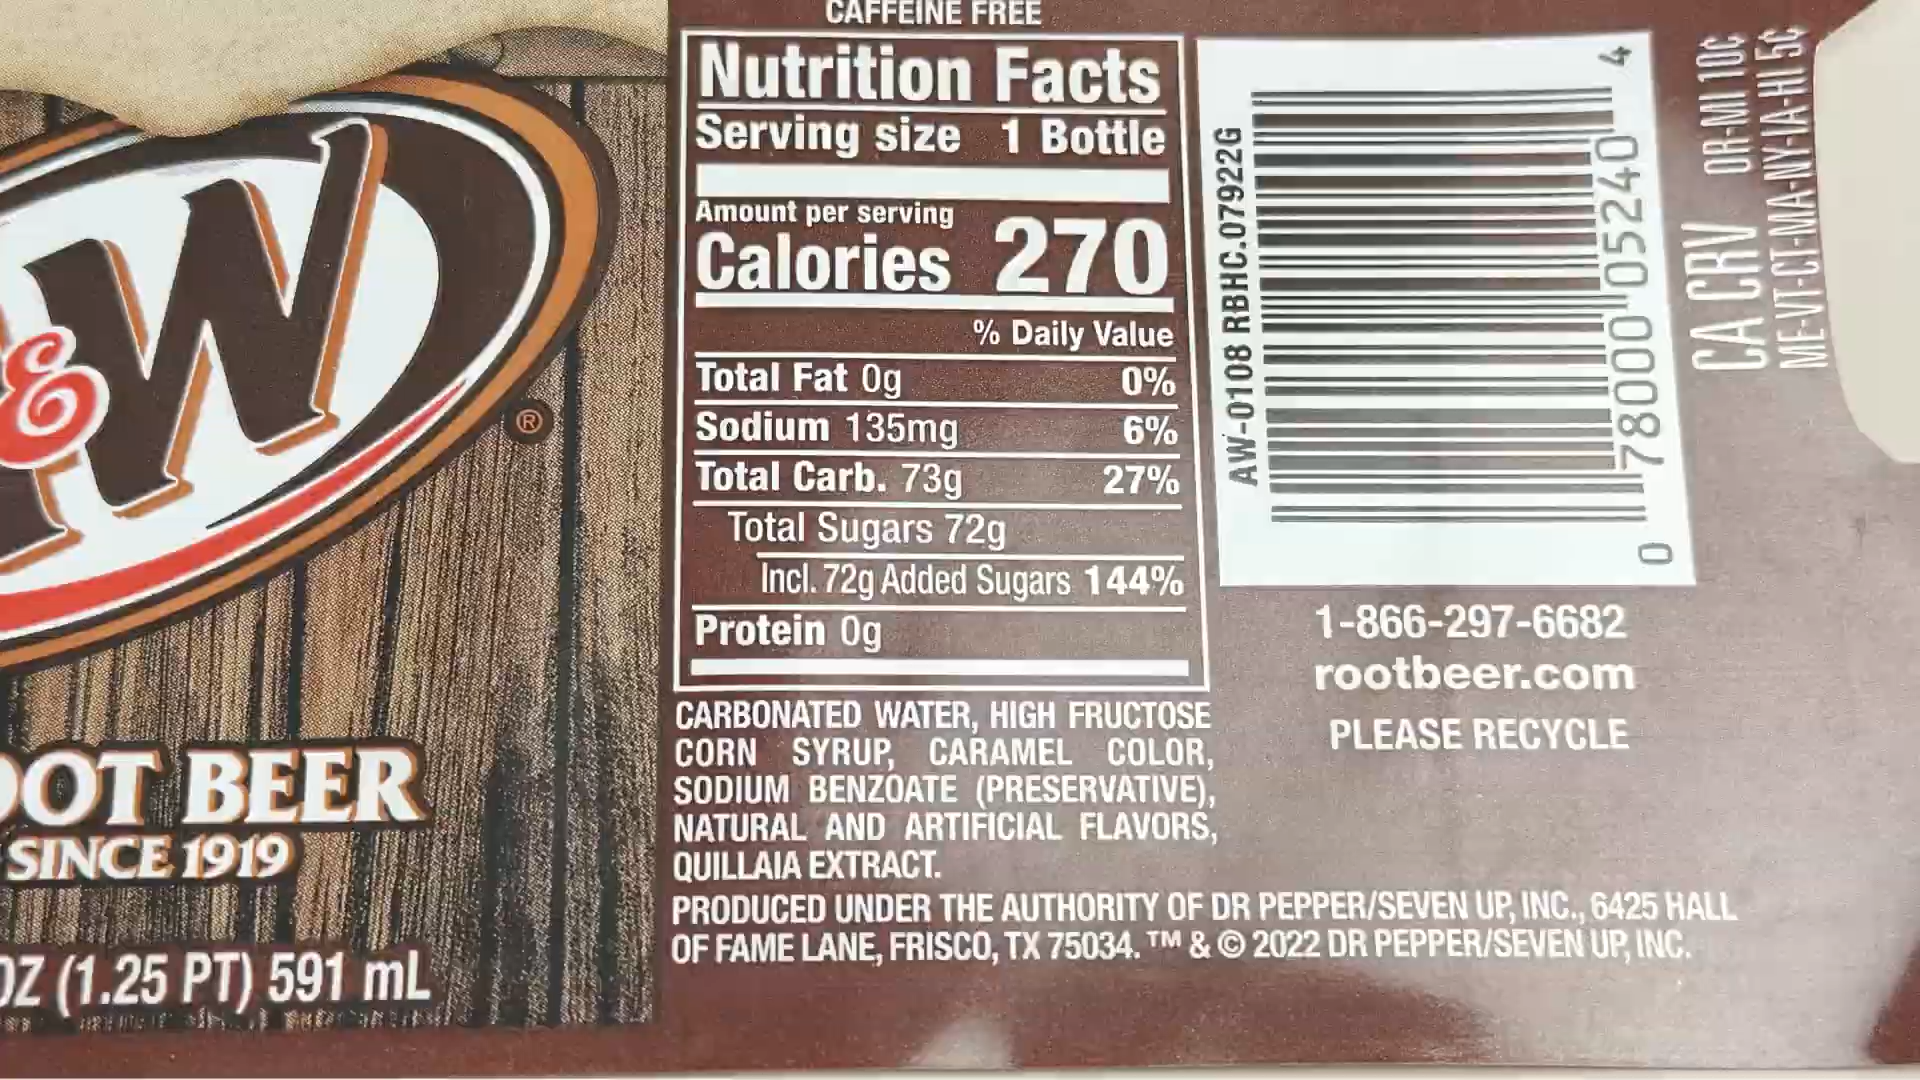 CAFFEINE FREE
Nutrition Facts
Serving size 1 Bottle
Amount per serving
Calories 270
% Daily Value
Total Fat 0g 0%
Sodium 135mg 6%
Total Carb. 73g 27%
Total Sugars 72g
Incl. 72g Added Sugars 144%
Protein 0g
CARBONATED WATER, HIGH FRUCTOSE
CORN SYRUP, CARAMEL COLOR,
SODIUM BENZOATE (PRESERVATIVE),
NATURAL AND ARTIFICIAL FLAVORS,
QUILLAIA EXTRACT.
PRODUCED UNDER THE AUTHORITY OF DR PEPPER/SEVEN UP, INC., 6425 HALL
OF FAME LANE, FRISCO, TX 75034. ™ & © 2022 DR PEPPER/SEVEN UP, INC.
&W
®
OOT BEER
SINCE 1919
OZ (1.25 PT) 591 mL
AW-0108 RBHC.07922G
0 78000 05240 4
CA CRV OR-MI 10¢
ME-VT-CT-MA-NY-IA-HI 5¢
1-866-297-6682
rootbeer.com
PLEASE RECYCLE